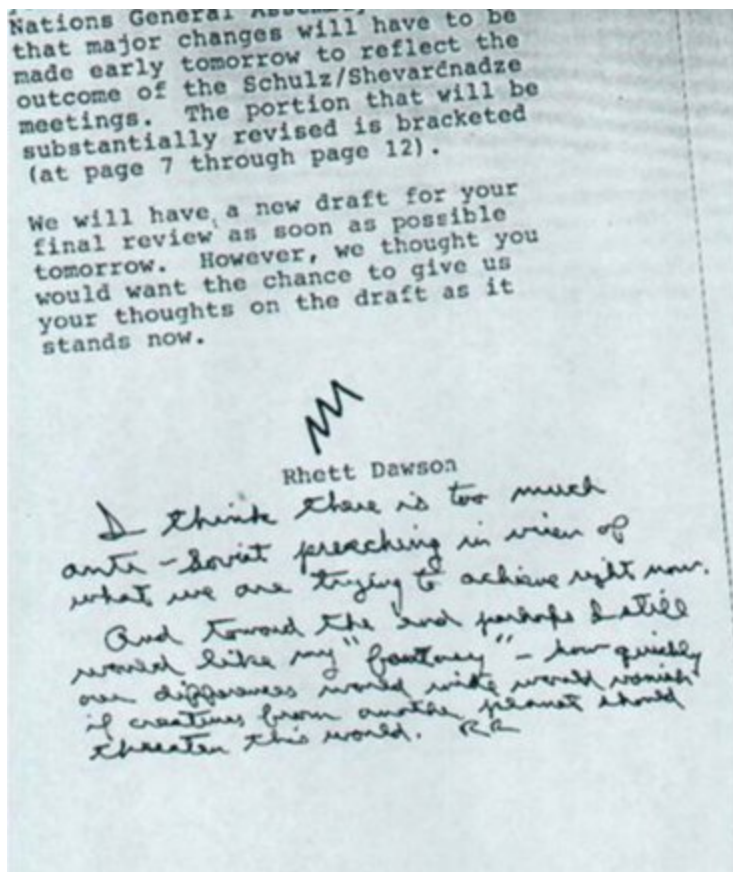 Nations General Assembly
that major changes will have to be
made early tomorrow to reflect the
outcome of the Schulz/Shevardnadze
meetings. The portion that will be
substantially revised is bracketed
(at page 7 through page 12).
We will have a new draft for your
final review as soon as possible
tomorrow. However, we thought you
would want the chance to give us
your thoughts on the draft as it
stands now.
Rhett Dawson
I think there is too much
anti-Soviet preaching in view of
what we are trying to achieve right now.
And toward the end perhaps I still
would like my "fantasy" – how quickly
our differences world wide would vanish
if creatures from another planet should
threaten this world. RR